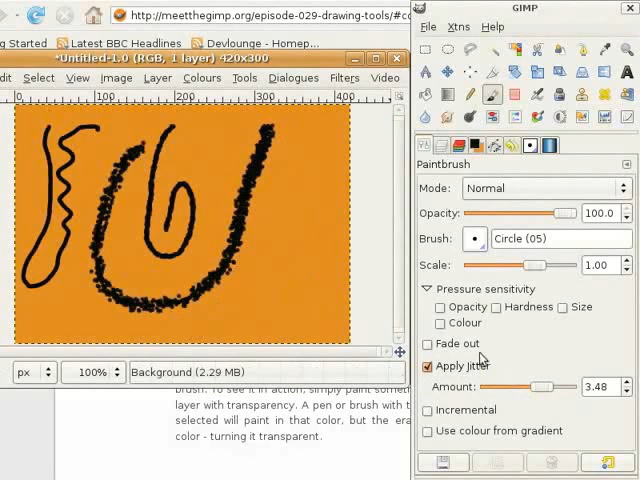 http://meetthegimp.org/episode-029-drawing-tools/#co
g Started Latest BBC Headlines Devlounge - Homep...
*Untitled-1.0 (RGB, 1 layer) 420x300
dit Select View Image Layer Colours Tools Dialogues Filters Video
0 100 200 300 400
px 100% Background (2.29 MB)
brush. To see it in action, simply paint
layer with transparency. A pen or brush with t
selected will paint in that color, but the era
color - turning it transparent.
GIMP
File Xtns Help
Paintbrush
Mode: Normal
Opacity: 100.0
Brush: Circle (05)
Scale: 1.00
Pressure sensitivity
Opacity Hardness Size
Colour
Fade out
Apply Jitter
Amount: 3.48
Incremental
Use colour from gradient